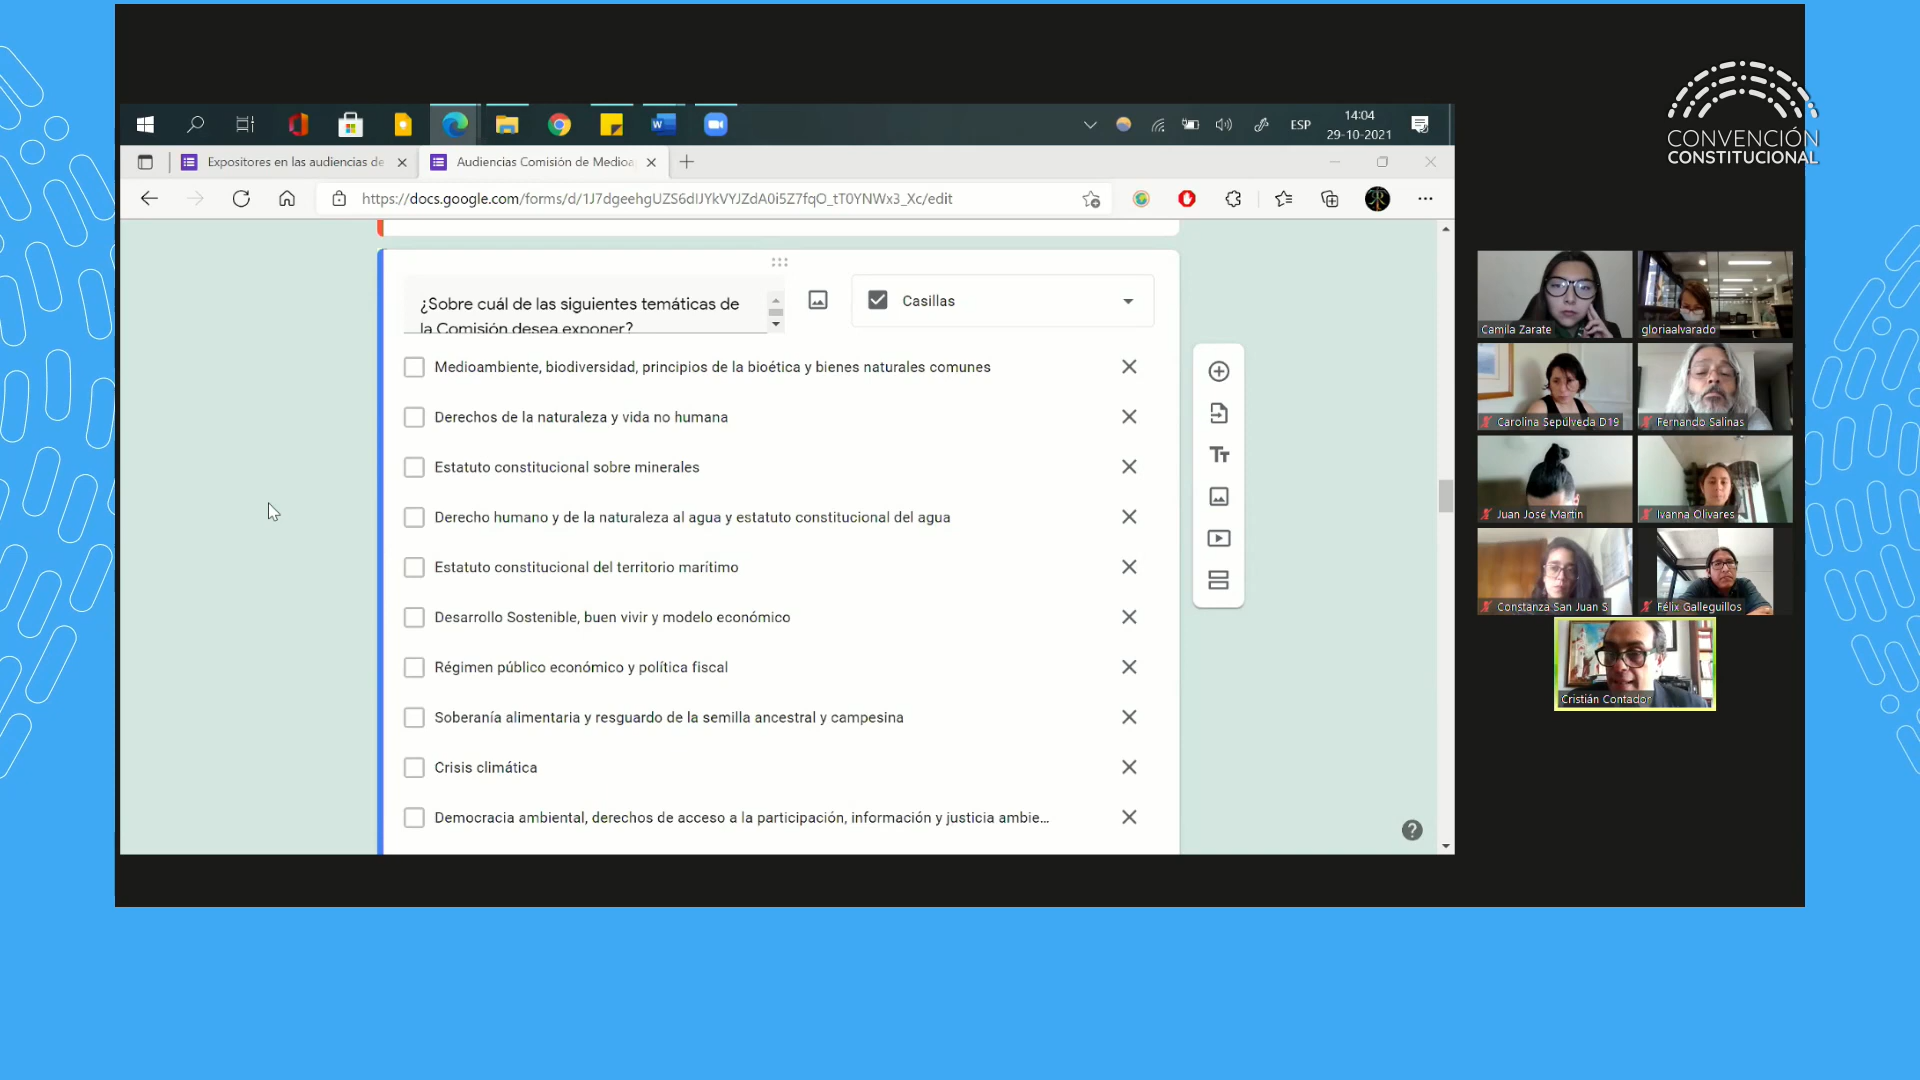 CONVENCIÓN
CONSTITUCIONAL
ESP
14:04
29-10-2021
Expositores en las audiencias de
Audiencias Comisión de Medioa
https://docs.google.com/forms/d/1J7dgeehgUZS6dIJYkVYJZdA0i5Z7fqO_tT0YNWx3_Xc/edit
¿Sobre cuál de las siguientes temáticas de
la Comisión desea exponer?
Casillas
Medioambiente, biodiversidad, principios de la bioética y bienes naturales comunes
Derechos de la naturaleza y vida no humana
Estatuto constitucional sobre minerales
Derecho humano y de la naturaleza al agua y estatuto constitucional del agua
Estatuto constitucional del territorio marítimo
Desarrollo Sostenible, buen vivir y modelo económico
Régimen público económico y política fiscal
Soberanía alimentaria y resguardo de la semilla ancestral y campesina
Crisis climática
Democracia ambiental, derechos de acceso a la participación, información y justicia ambie...
Tт
Camila Zarate
gloriaalvarado
Carolina Sepúlveda D19
Fernando Salinas
Juan José Martin
Ivanna Olivares
Constanza San Juan S
Félix Galleguillos
Cristián Contador